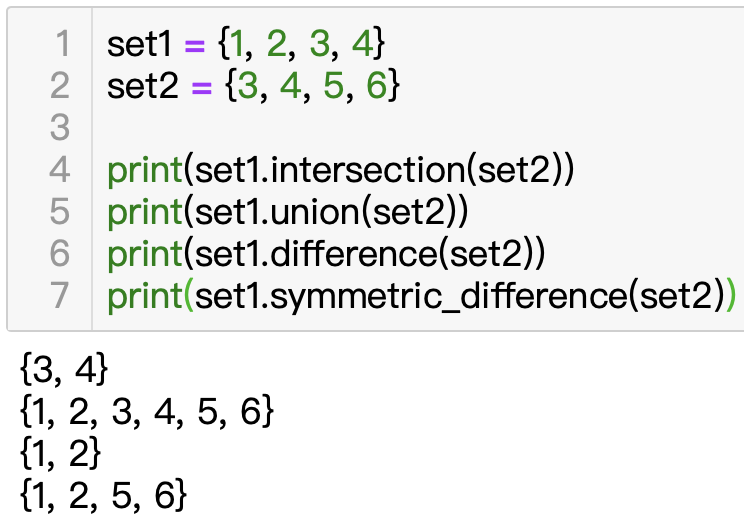 1 set1 = {1, 2, 3, 4}
2 set2 = {3, 4, 5, 6}
3
4 print(set1.intersection(set2))
5 print(set1.union(set2))
6 print(set1.difference(set2))
7 print(set1.symmetric_difference(set2))
{3, 4}
{1, 2, 3, 4, 5, 6}
{1, 2}
{1, 2, 5, 6}